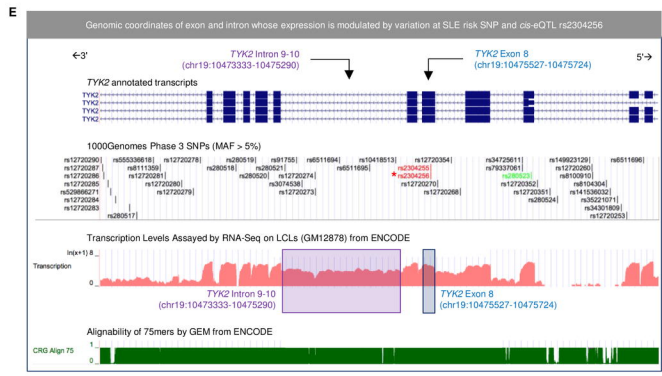 E
Genomic coordinates of exon and intron whose expression is modulated by variation at SLE risk SNP and cis-eQTL rs2304256
←3'
TYK2 Intron 9-10
(chr19:10473333-10475290)
TYK2 Exon 8
(chr19:10475527-10475724)
5'→
TYK2 annotated transcripts
TYK2
TYK2
TYK2
TYK2
1000Genomes Phase 3 SNPs (MAF > 5%)
rs12720290 rs555336618 rs12720278 rs280519 rs91755 rs6511694 rs10418513 rs12720354 rs34725611 rs149923129 rs6511696
rs12720287 rs8111359 rs280518 rs280521 rs6511695 rs2304255 rs79337061 rs12720260
rs12720286 rs12720281 rs280520 rs12720274 *rs2304256 rs280523 rs8100910
rs12720285 rs12720280 rs3074538 rs12720270 rs12720352 rs8104304
rs529866271 rs12720279 rs12720273 rs12720268 rs12720271 rs141536032
rs12720284 rs280524 rs35221071
rs12720283 rs34301809
rs280517 rs12720253
Transcription Levels Assayed by RNA-Seq on LCLs (GM12878) from ENCODE
ln(x+1) 8
Transcription
0
TYK2 Intron 9-10
(chr19:10473333-10475290)
TYK2 Exon 8
(chr19:10475527-10475724)
Alignability of 75mers by GEM from ENCODE
1
CRG Align 75
0